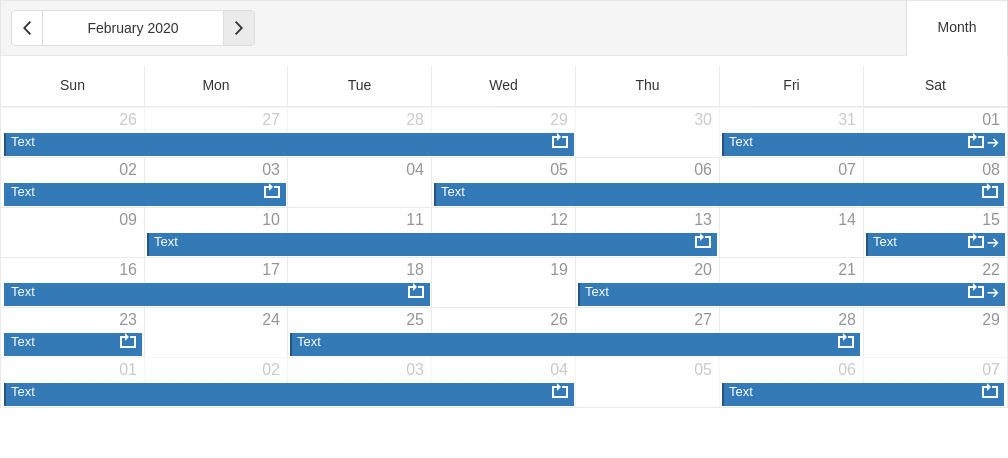 February 2020 Month
Sun Mon Tue Wed Thu Fri Sat
26 27 28 29 30 31 01
Text Text
02 03 04 05 06 07 08
Text Text
09 10 11 12 13 14 15
Text Text
16 17 18 19 20 21 22
Text Text
23 24 25 26 27 28 29
Text Text
01 02 03 04 05 06 07
Text Text